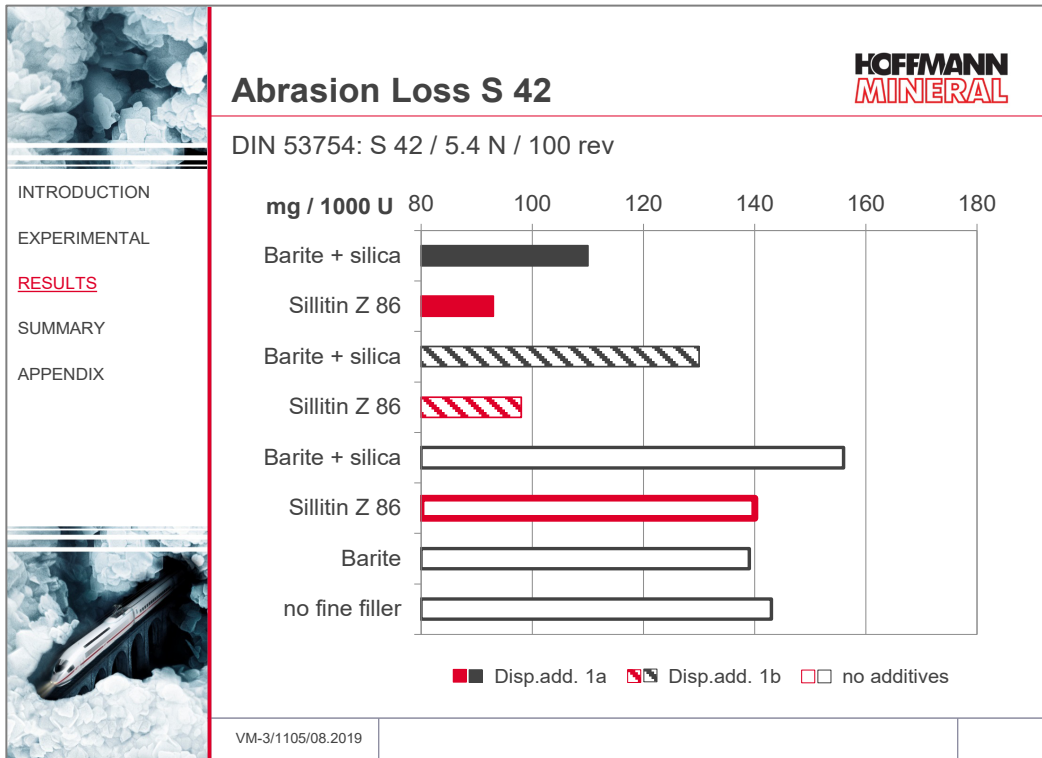 Abrasion Loss S 42
HOFFMANN
MINERAL
DIN 53754: S 42 / 5.4 N / 100 rev
INTRODUCTION
EXPERIMENTAL
RESULTS
SUMMARY
APPENDIX
mg / 1000 U 80 100 120 140 160 180
Barite + silica
Sillitin Z 86
Barite + silica
Sillitin Z 86
Barite + silica
Sillitin Z 86
Barite
no fine filler
Disp.add. 1a Disp.add. 1b no additives
VM-3/1105/08.2019